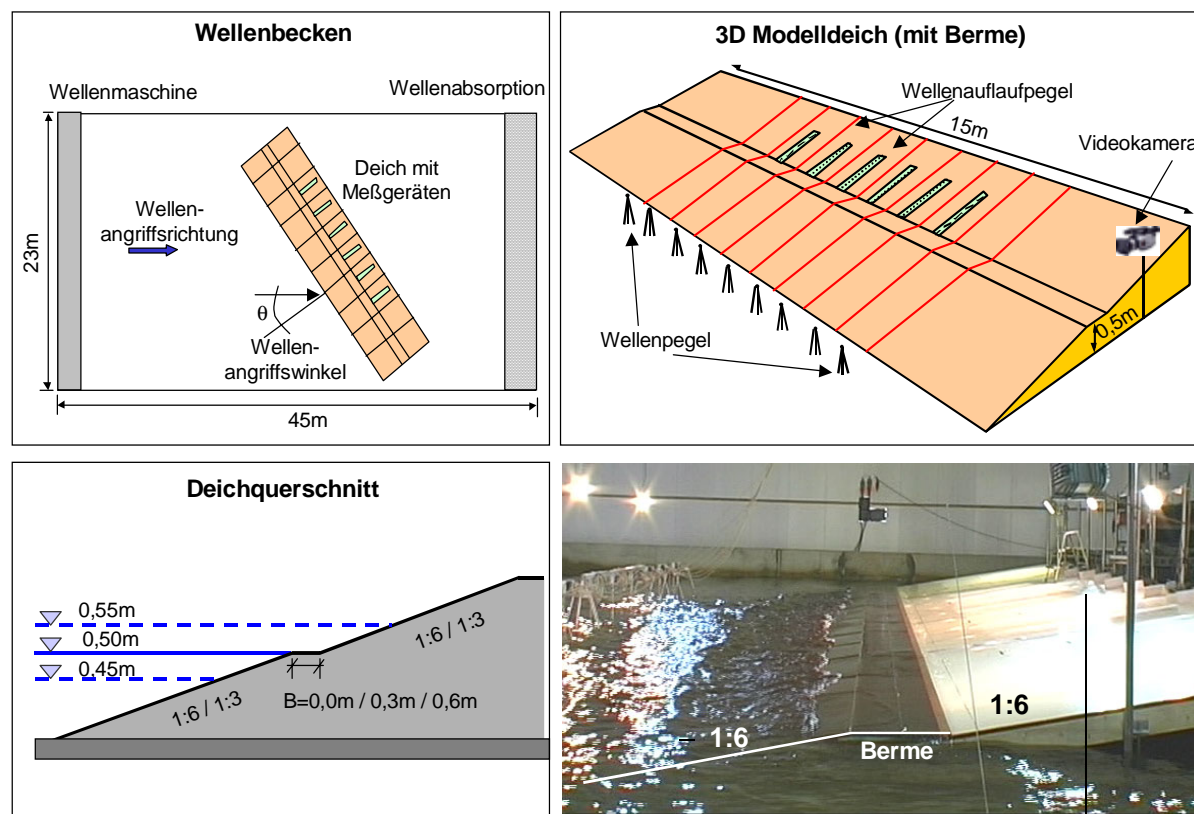 Wellenbecken
Wellenmaschine
Wellenabsorption
23m
Deich mit
Meßgeräten
Wellen-
angriffsrichtung
θ
Wellen-
angriffswinkel
45m
3D Modelldeich (mit Berme)
Wellenauflaufpegel
15m
Videokamera
0,5m
Wellenpegel
Deichquerschnitt
0,55m
0,50m
0,45m
1:6 / 1:3
1:6 / 1:3
B=0,0m / 0,3m / 0,6m
1:6
1:6
Berme